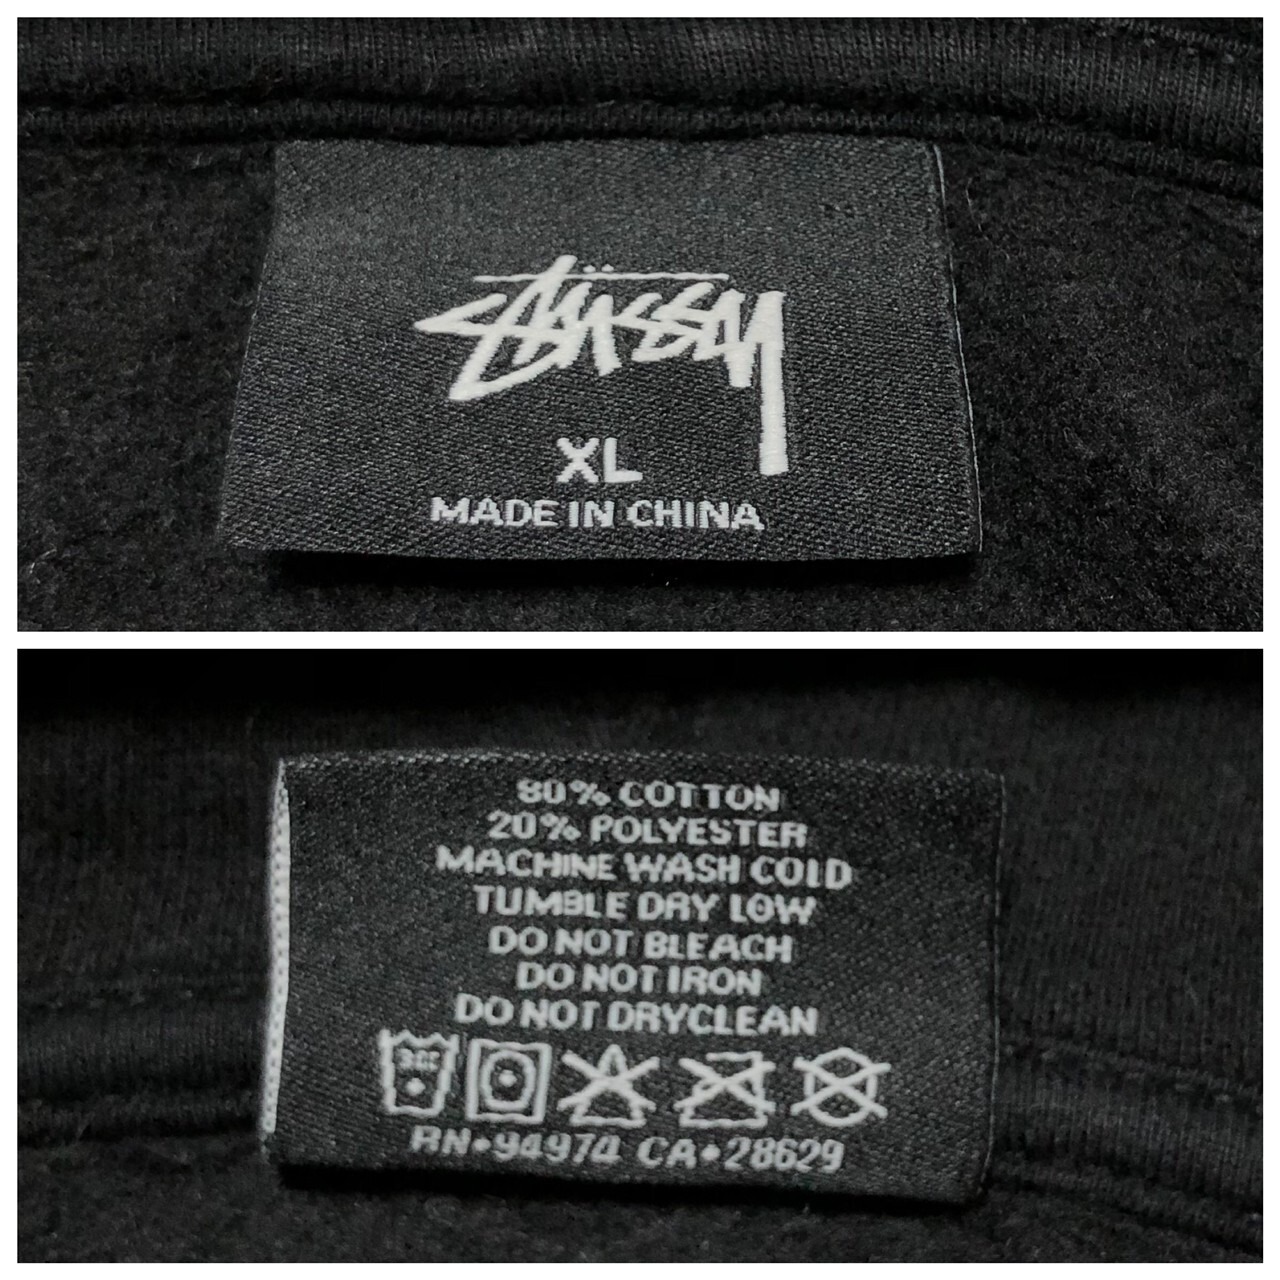 Stüssy
XL
MADE IN CHINA
80% COTTON
20% POLYESTER
MACHINE WASH COLD
TUMBLE DRY LOW
DO NOT BLEACH
DO NOT IRON
DO NOT DRYCLEAN
30C
RN•94974 CA•28629